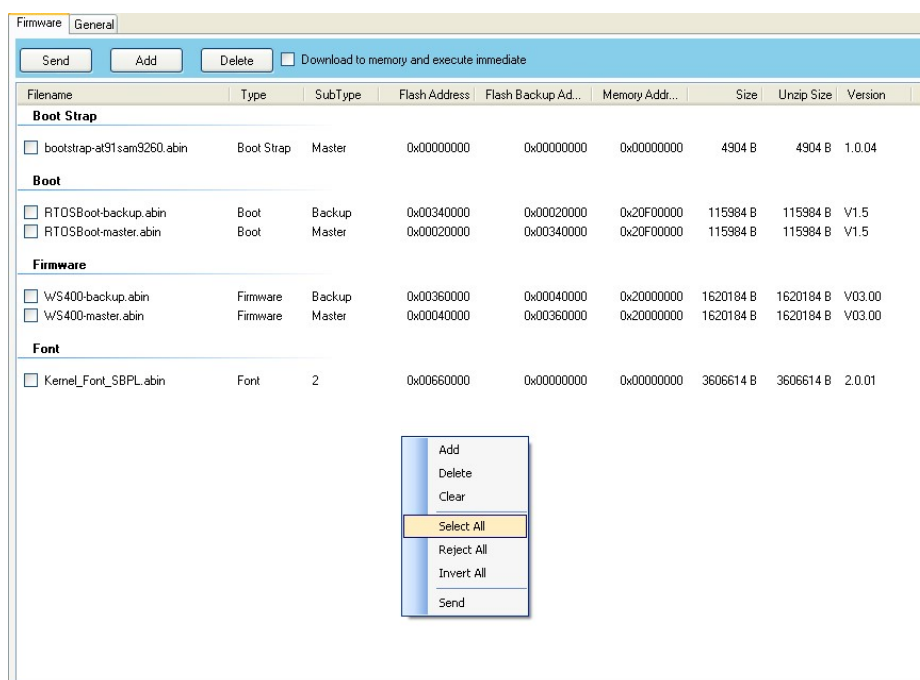 Firmware General
Send Add Delete Download to memory and execute immediate
Filename Type SubType Flash Address Flash Backup Ad... Memory Addr... Size Unzip Size Version
Boot Strap
bootstrap-at91sam9260.abin Boot Strap Master 0x00000000 0x00000000 0x00000000 4904 B 4904 B 1.0.04
Boot
RTOSBoot-backup.abin Boot Backup 0x00340000 0x00020000 0x20F00000 115984 B 115984 B V1.5
RTOSBoot-master.abin Boot Master 0x00020000 0x00340000 0x20F00000 115984 B 115984 B V1.5
Firmware
WS400-backup.abin Firmware Backup 0x00360000 0x00040000 0x20000000 1620184 B 1620184 B V03.00
WS400-master.abin Firmware Master 0x00040000 0x00360000 0x20000000 1620184 B 1620184 B V03.00
Font
Kernel_Font_SBPL.abin Font 2 0x00660000 0x00000000 0x00000000 3606614 B 3606614 B 2.0.01
Add
Delete
Clear
Select All
Reject All
Invert All
Send